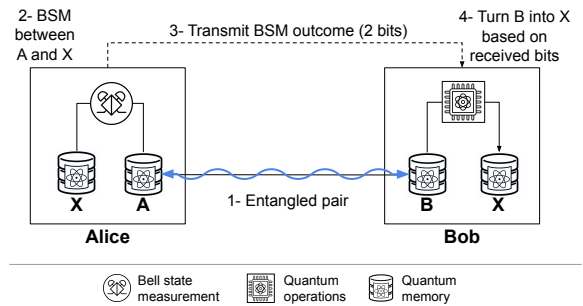 2- BSM
between
A and X
3- Transmit BSM outcome (2 bits)
4- Turn B into X
based on
received bits
X
A
B
X
1- Entangled pair
Alice
Bob
Bell state
measurement
Quantum
operations
Quantum
memory